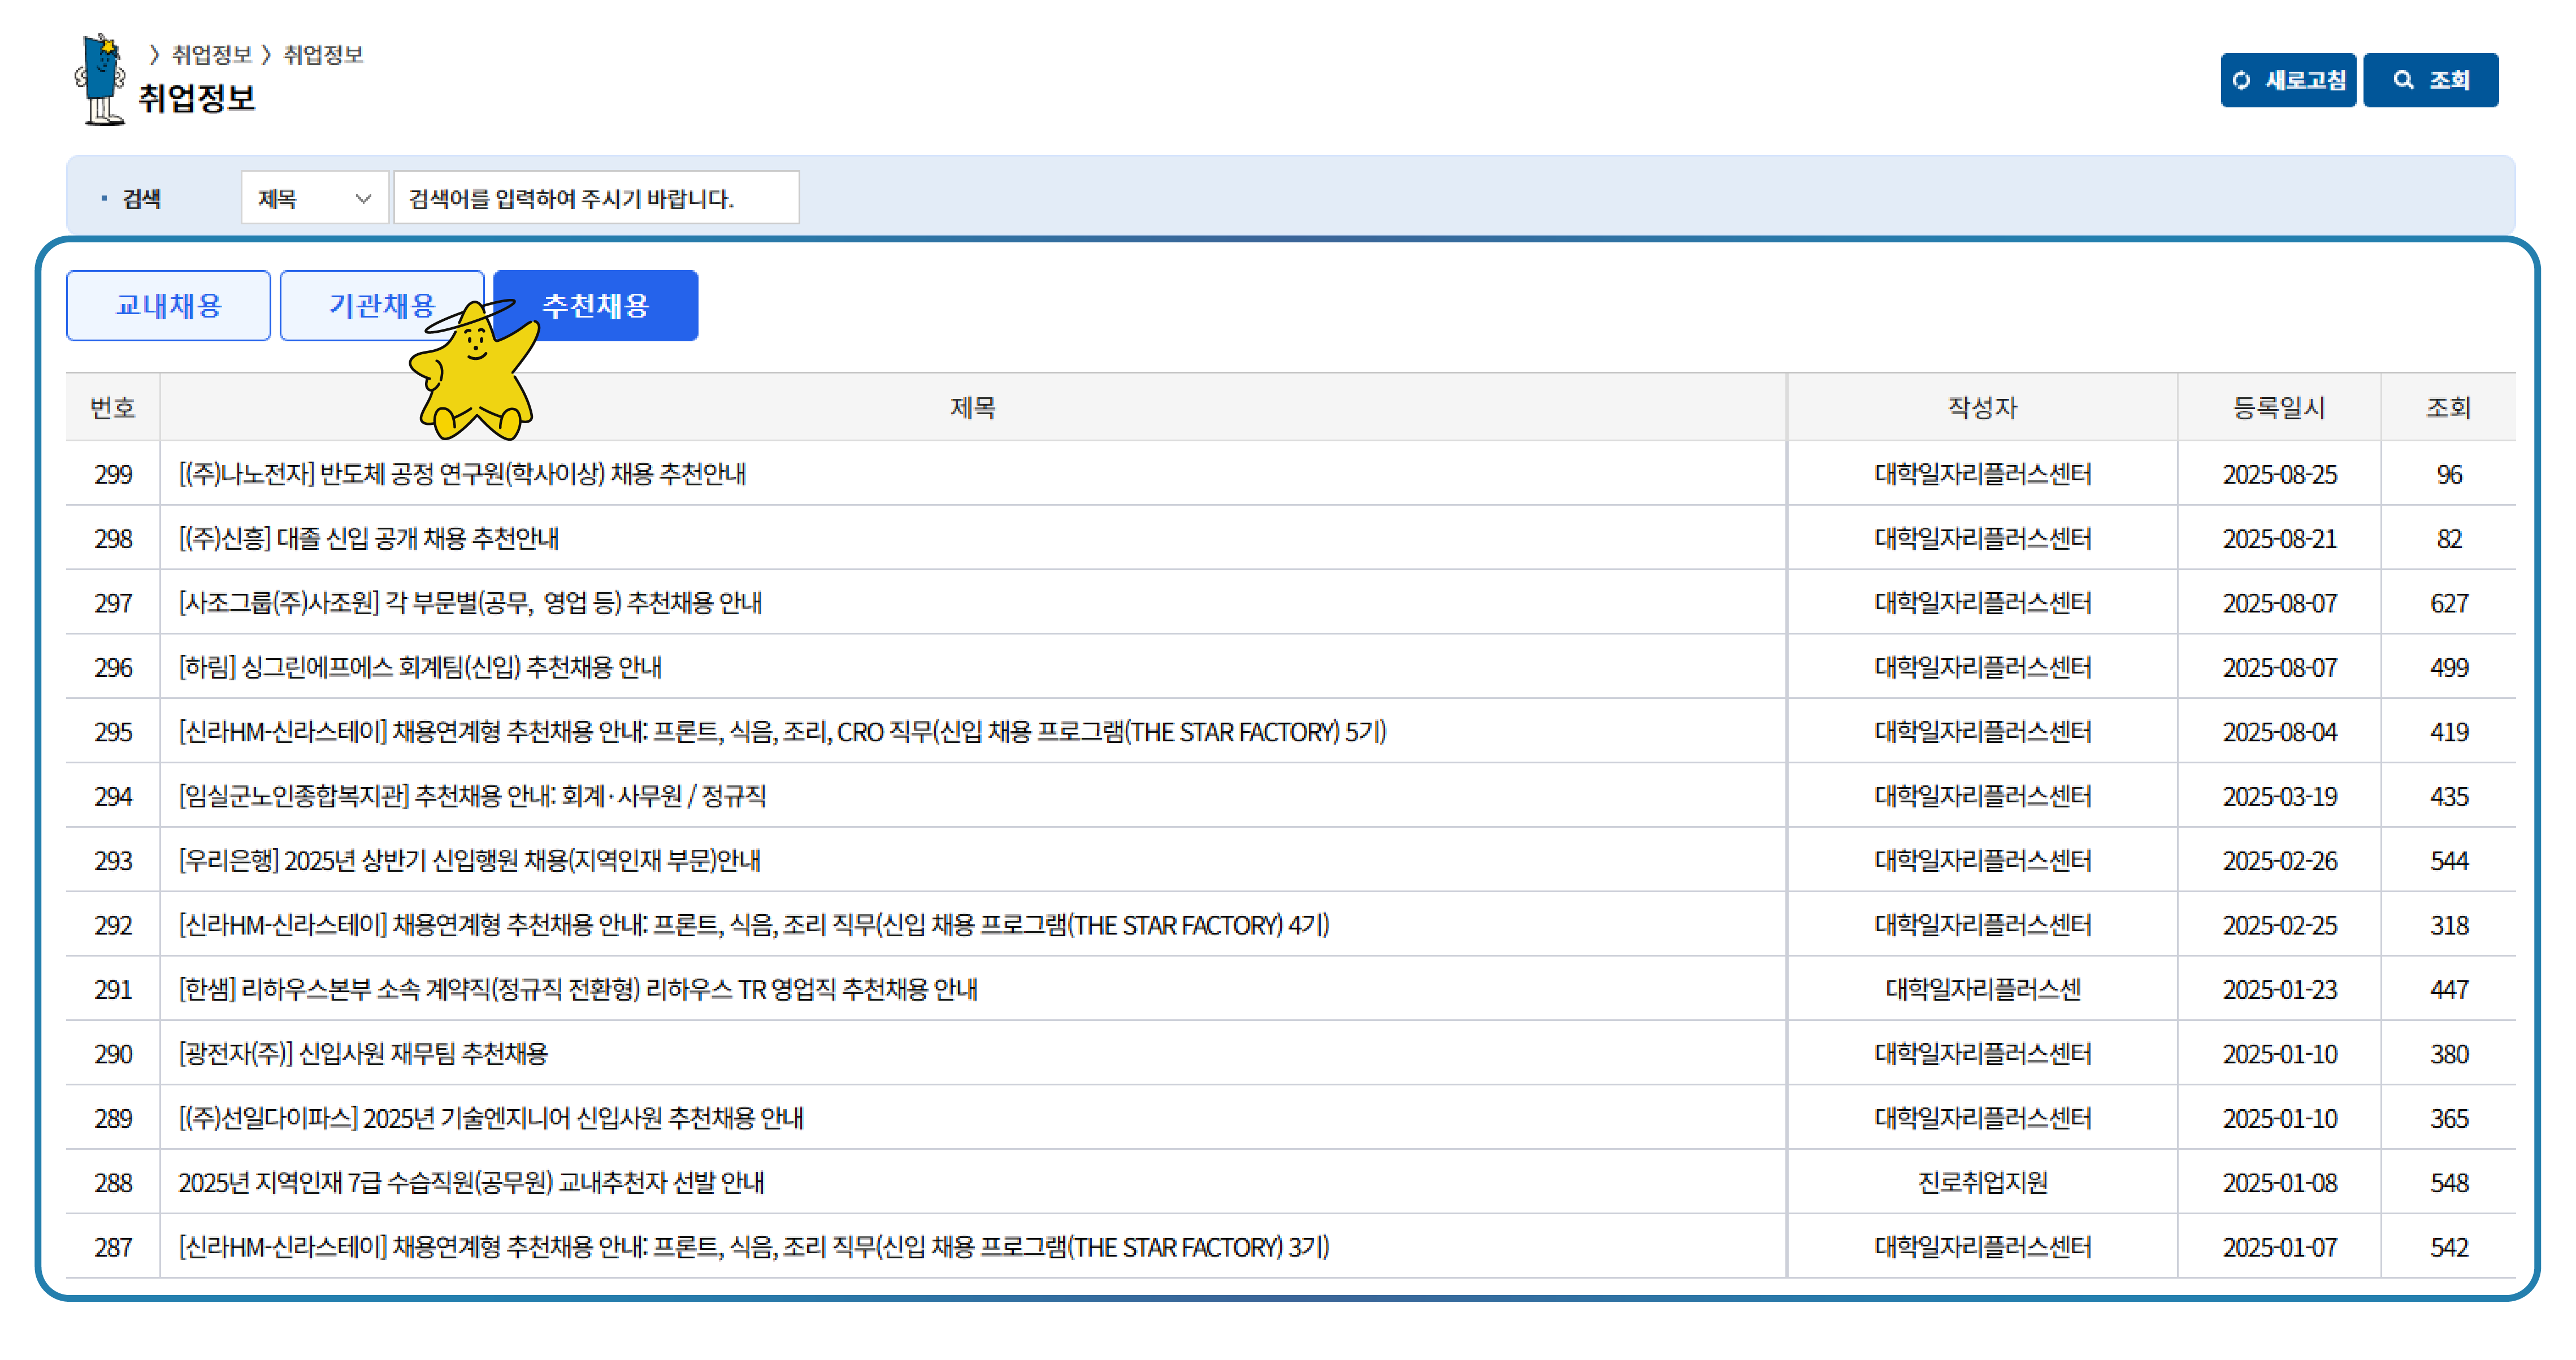 〉 취업정보 〉 취업정보
취업정보
새로고침 조회
· 검색 제목 검색어를 입력하여 주시기 바랍니다.
교내채용 기관채용 추천채용
번호 제목 작성자 등록일시 조회
299 [(주)나노전자] 반도체 공정 연구원(학사이상) 채용 추천안내 대학일자리플러스센터 2025-08-25 96
298 [(주)신흥] 대졸 신입 공개 채용 추천안내 대학일자리플러스센터 2025-08-21 82
297 [사조그룹(주)사조원] 각 부문별(공무, 영업 등) 추천채용 안내 대학일자리플러스센터 2025-08-07 627
296 [하림] 싱그린에프에스 회계팀(신입) 추천채용 안내 대학일자리플러스센터 2025-08-07 499
295 [신라HM-신라스테이] 채용연계형 추천채용 안내: 프론트, 식음, 조리, CRO 직무(신입 채용 프로그램(THE STAR FACTORY) 5기) 대학일자리플러스센터 2025-08-04 419
294 [임실군노인종합복지관] 추천채용 안내: 회계·사무원 / 정규직 대학일자리플러스센터 2025-03-19 435
293 [우리은행] 2025년 상반기 신입행원 채용(지역인재 부문)안내 대학일자리플러스센터 2025-02-26 544
292 [신라HM-신라스테이] 채용연계형 추천채용 안내: 프론트, 식음, 조리 직무(신입 채용 프로그램(THE STAR FACTORY) 4기) 대학일자리플러스센터 2025-02-25 318
291 [한샘] 리하우스본부 소속 계약직(정규직 전환형) 리하우스 TR 영업직 추천채용 안내 대학일자리플러스센 2025-01-23 447
290 [광전자(주)] 신입사원 재무팀 추천채용 대학일자리플러스센터 2025-01-10 380
289 [(주)선일다이파스] 2025년 기술엔지니어 신입사원 추천채용 안내 대학일자리플러스센터 2025-01-10 365
288 2025년 지역인재 7급 수습직원(공무원) 교내추천자 선발 안내 진로취업지원 2025-01-08 548
287 [신라HM-신라스테이] 채용연계형 추천채용 안내: 프론트, 식음, 조리 직무(신입 채용 프로그램(THE STAR FACTORY) 3기) 대학일자리플러스센터 2025-01-07 542